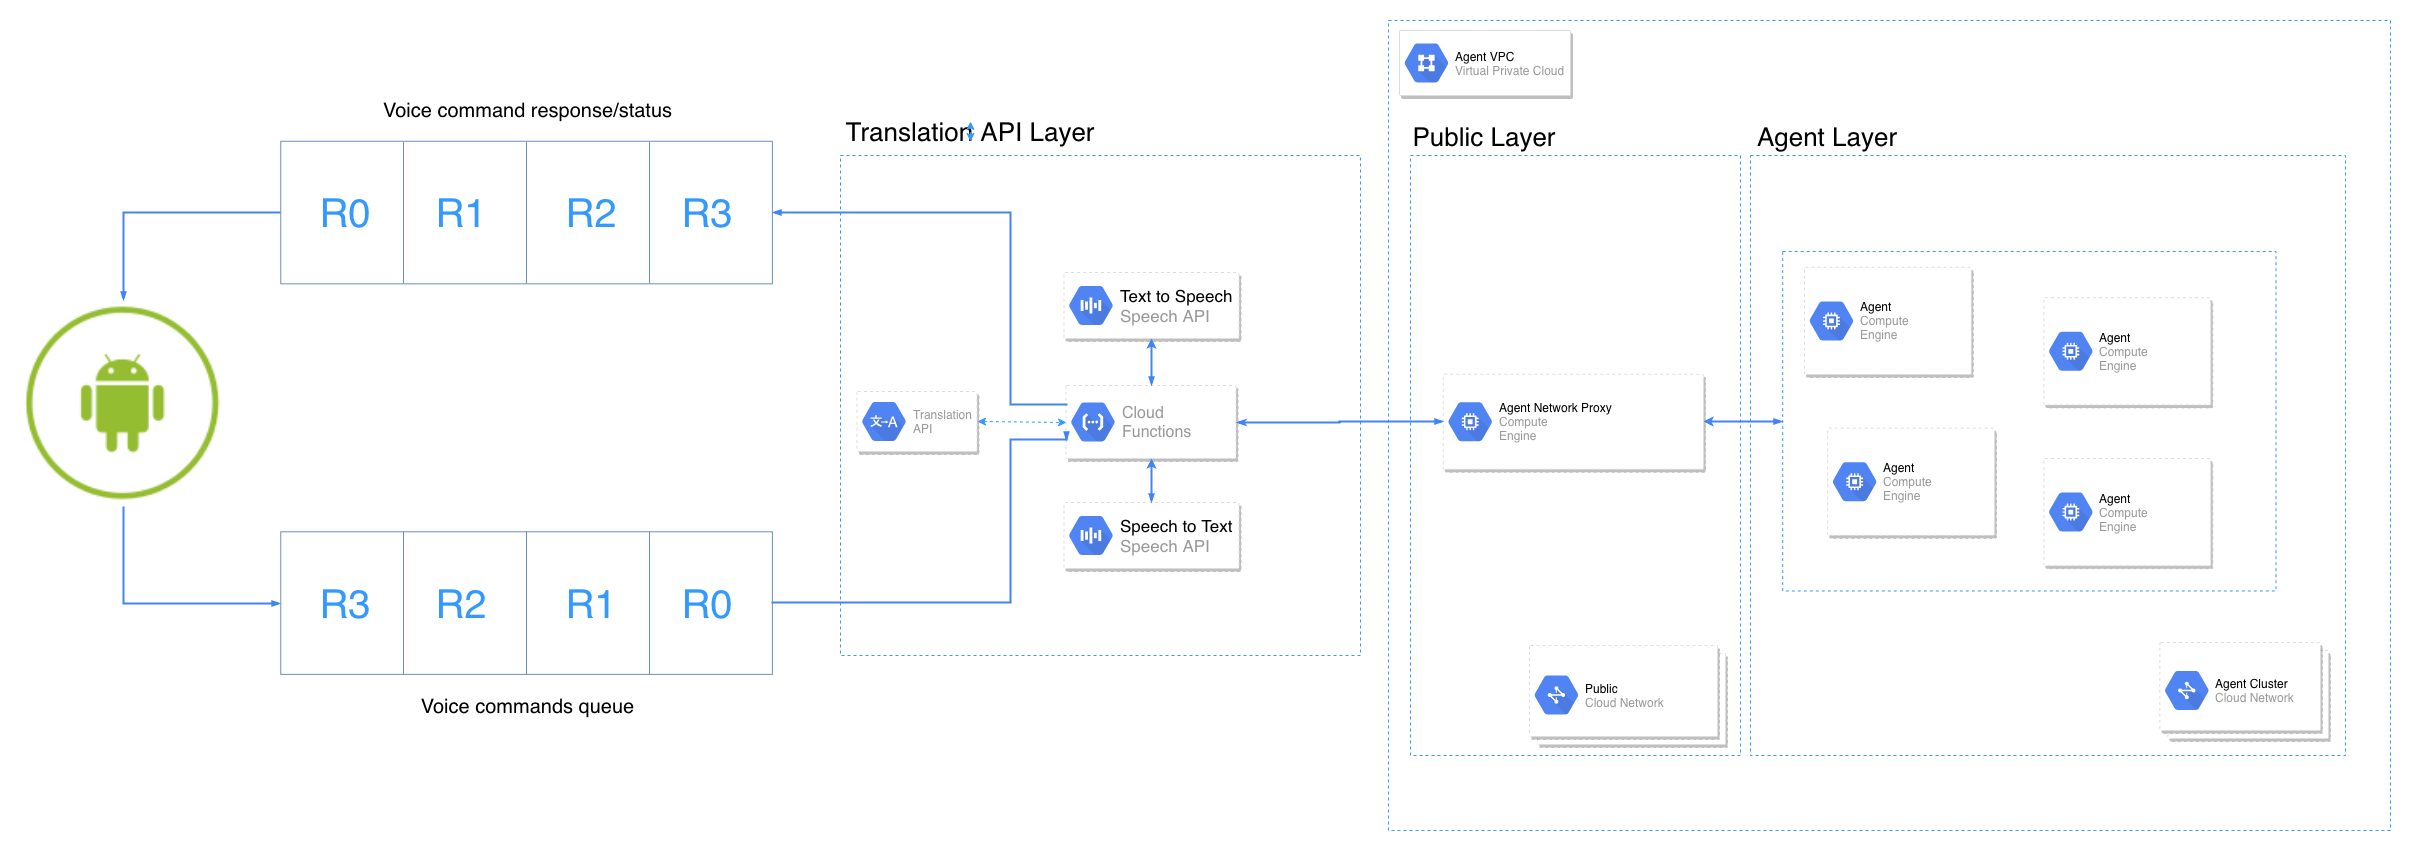 Voice command response/status
R0
R1
R2
R3
R3
R2
R1
R0
Voice commands queue
Translation API Layer
Text to Speech
Speech API
文→A
Translation
API
Cloud
Functions
Speech to Text
Speech API
Agent VPC
Virtual Private Cloud
Public Layer
Agent Network Proxy
Compute
Engine
Public
Cloud Network
Agent Layer
Agent
Compute
Engine
Agent
Compute
Engine
Agent
Compute
Engine
Agent
Compute
Engine
Agent Cluster
Cloud Network